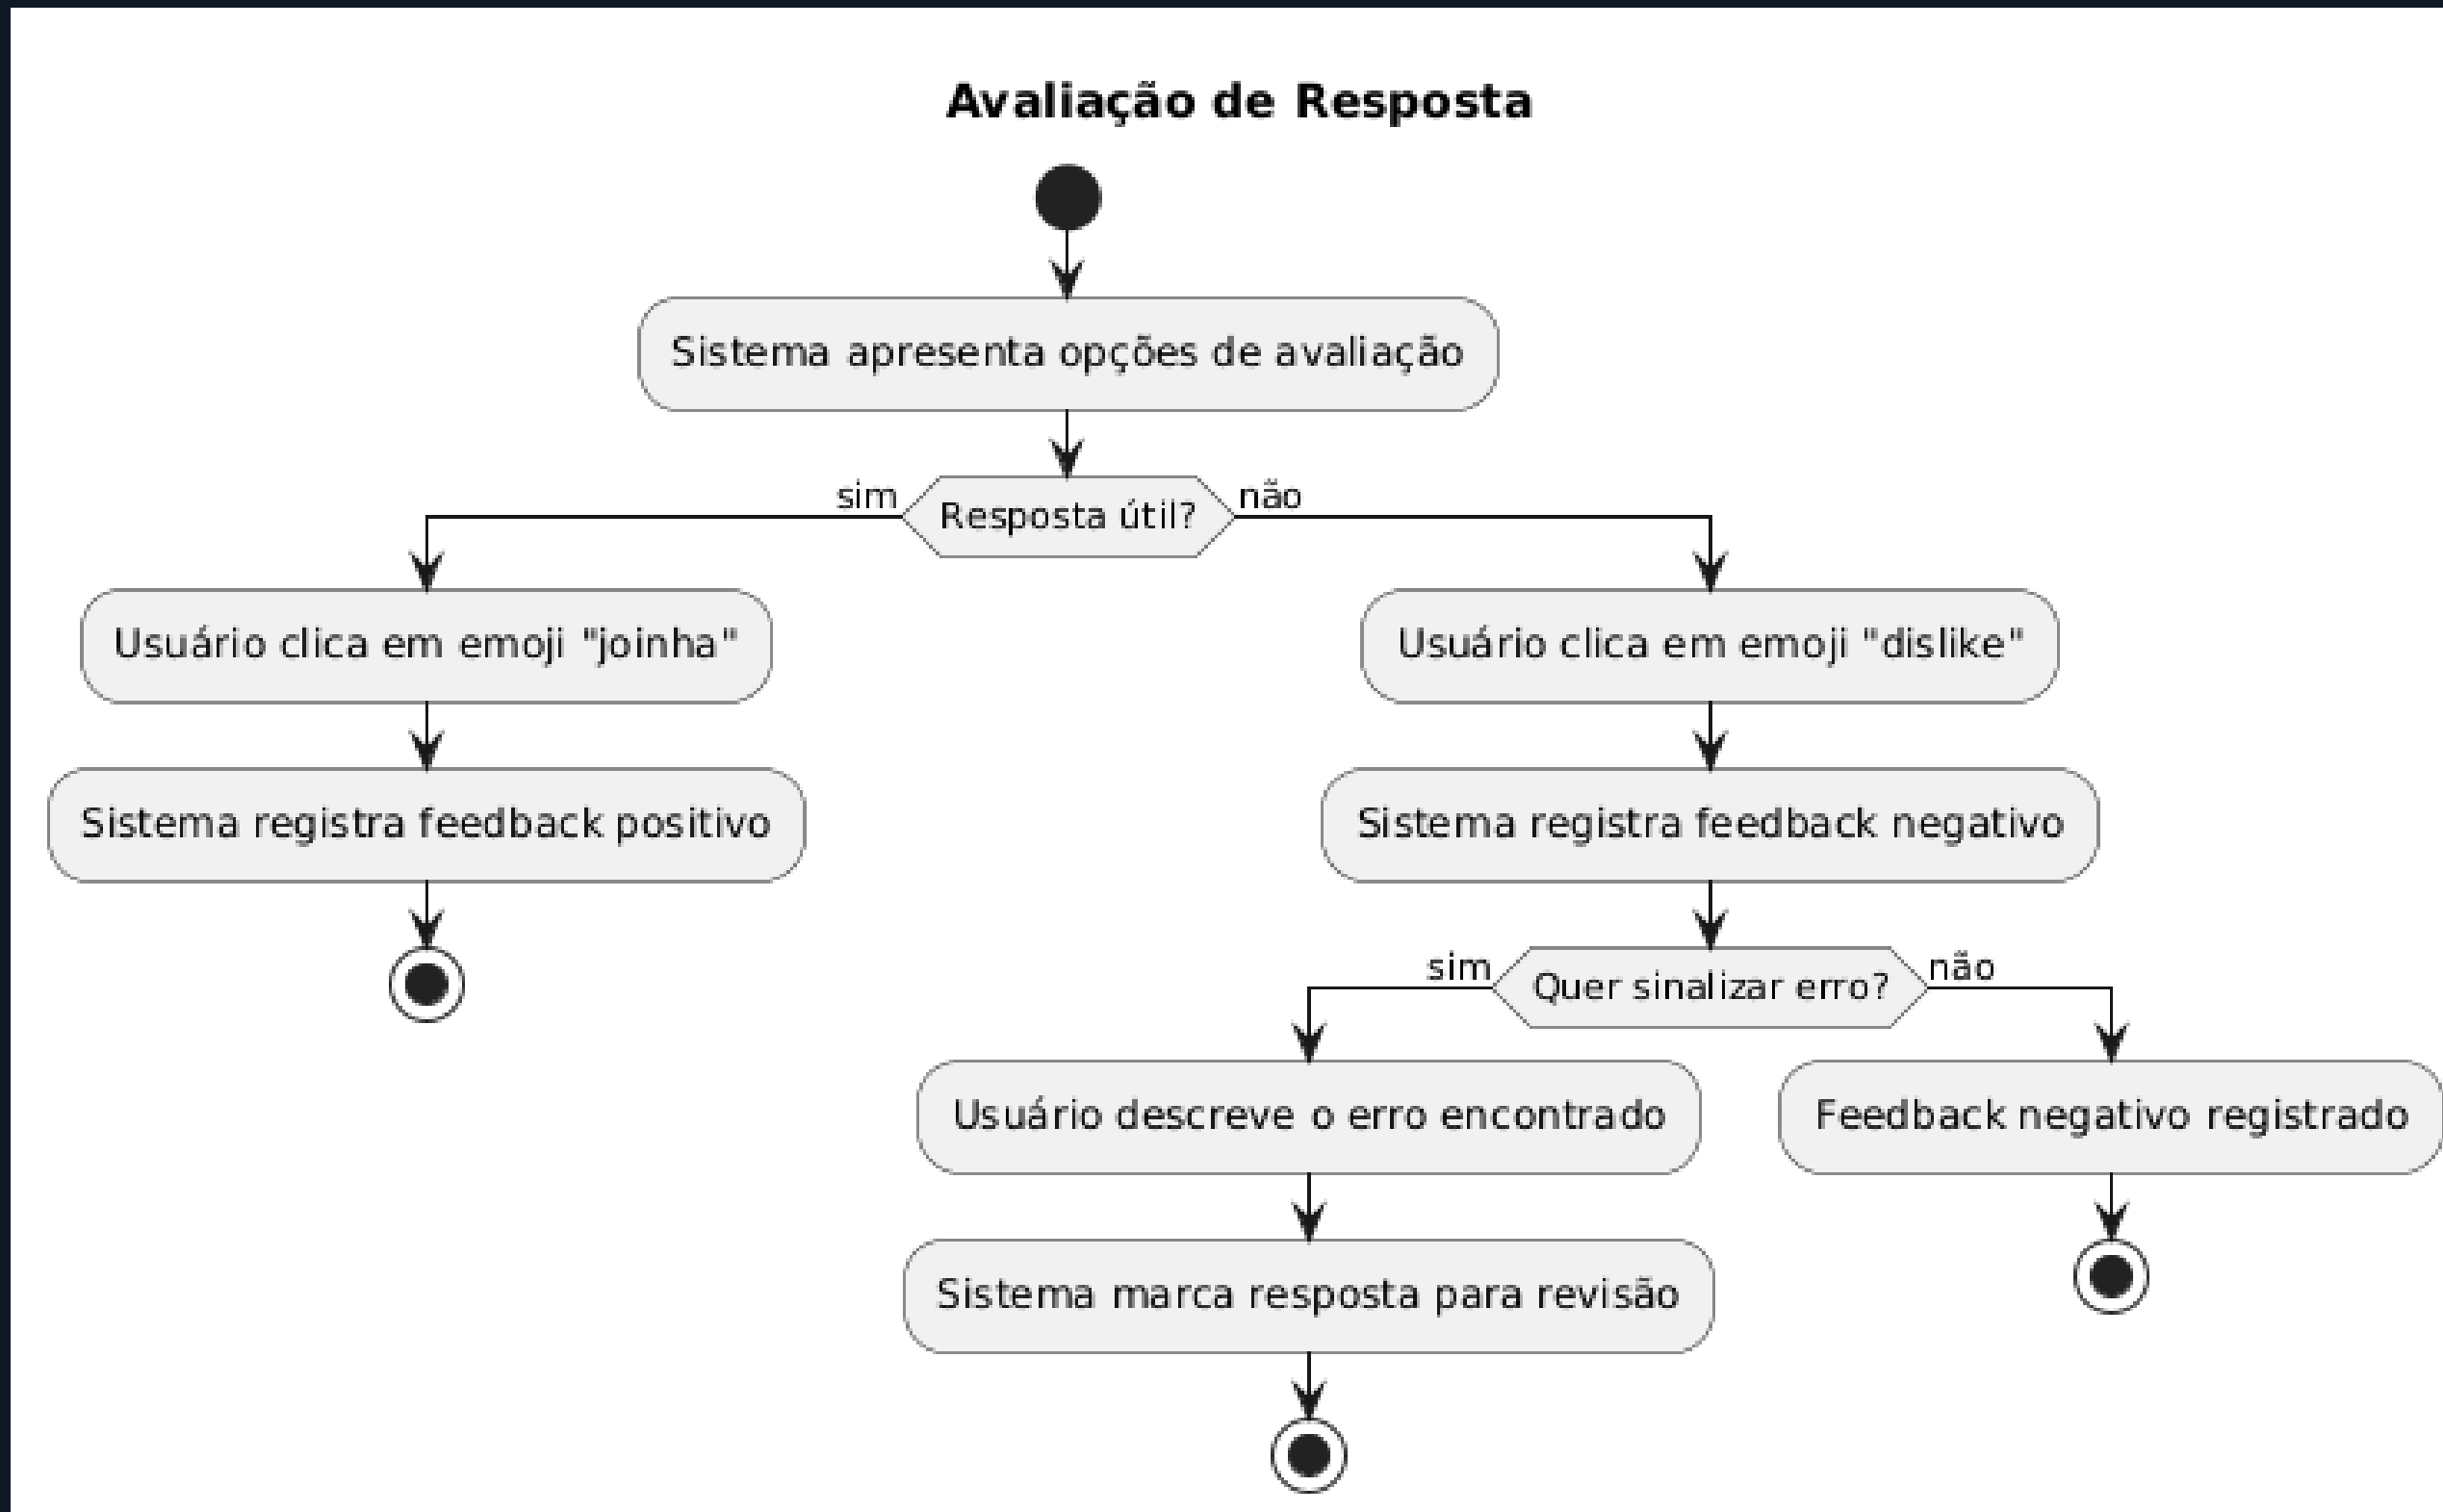 Avaliação de Resposta
Sistema apresenta opções de avaliação
sim
Resposta útil?
não
Usuário clica em emoji "joinha"
Usuário clica em emoji "dislike"
Sistema registra feedback positivo
Sistema registra feedback negativo
sim
Quer sinalizar erro?
não
Usuário descreve o erro encontrado
Feedback negativo registrado
Sistema marca resposta para revisão